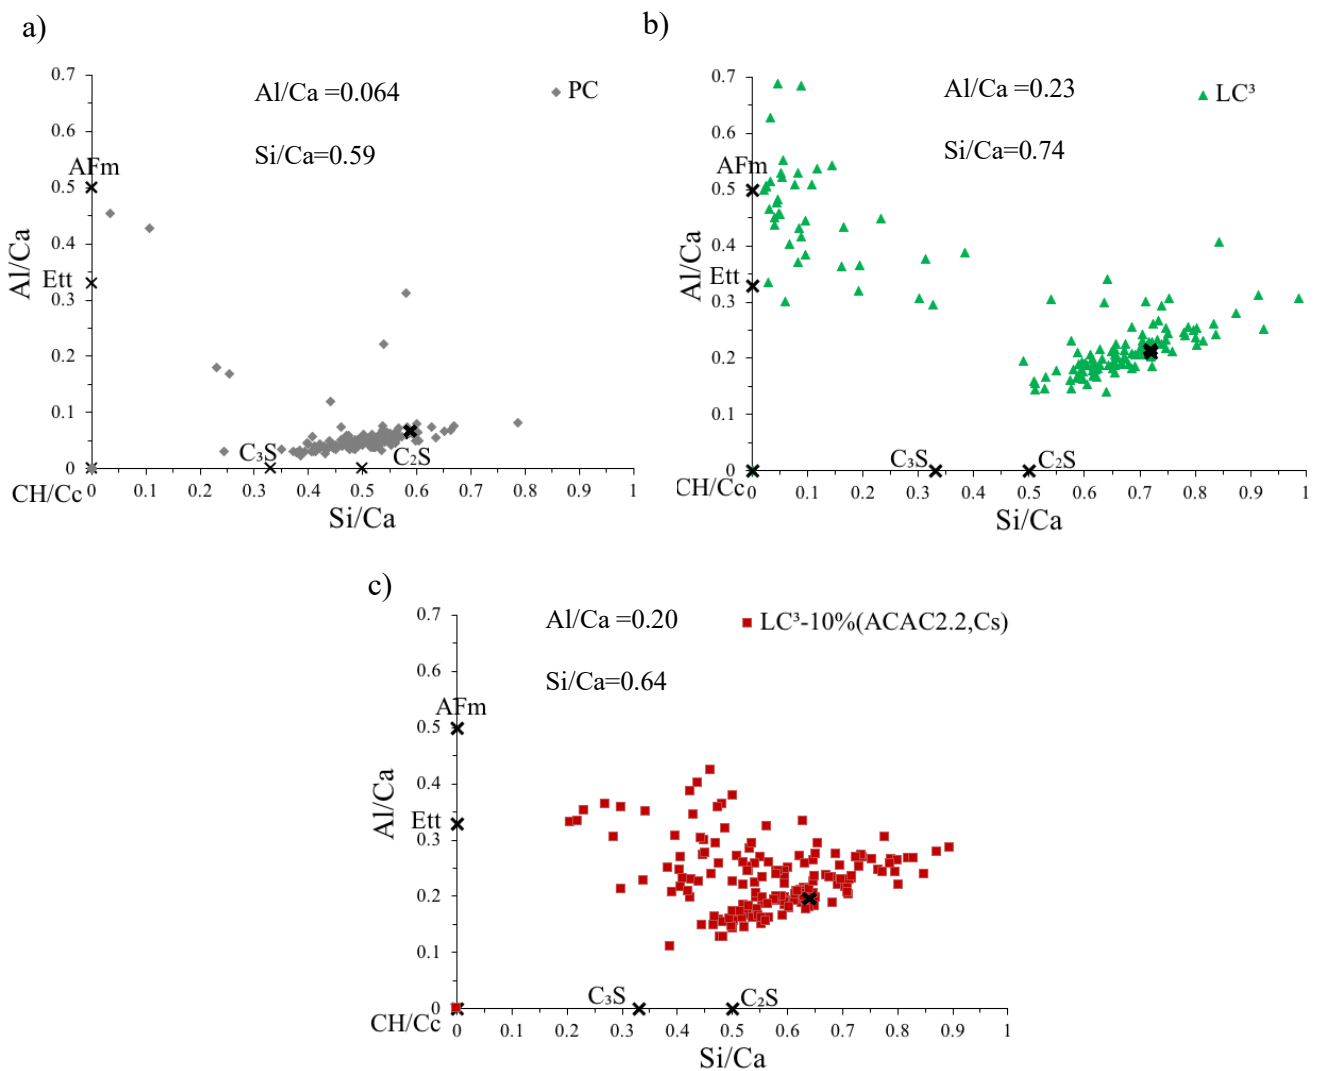 a)
0.7
0.6
0.5
0.4
0.3
0.2
0.1
0
Al/Ca =0.064
Si/Ca=0.59
PC
AFm
Ett
Al/Ca
C₃S
C₂S
CH/Cc
0 0.1 0.2 0.3 0.4 0.5 0.6 0.7 0.8 0.9 1
Si/Ca
b)
0.7
0.6
0.5
0.4
0.3
0.2
0.1
0
Al/Ca =0.23
Si/Ca=0.74
LC³
AFm
Ett
Al/Ca
C₃S
C₂S
CH/Cc
0 0.1 0.2 0.3 0.4 0.5 0.6 0.7 0.8 0.9 1
Si/Ca
c)
0.7
0.6
0.5
0.4
0.3
0.2
0.1
0
Al/Ca =0.20
Si/Ca=0.64
LC³-10%(ACAC2.2,Cs)
AFm
Ett
Al/Ca
C₃S
C₂S
CH/Cc
0 0.1 0.2 0.3 0.4 0.5 0.6 0.7 0.8 0.9 1
Si/Ca